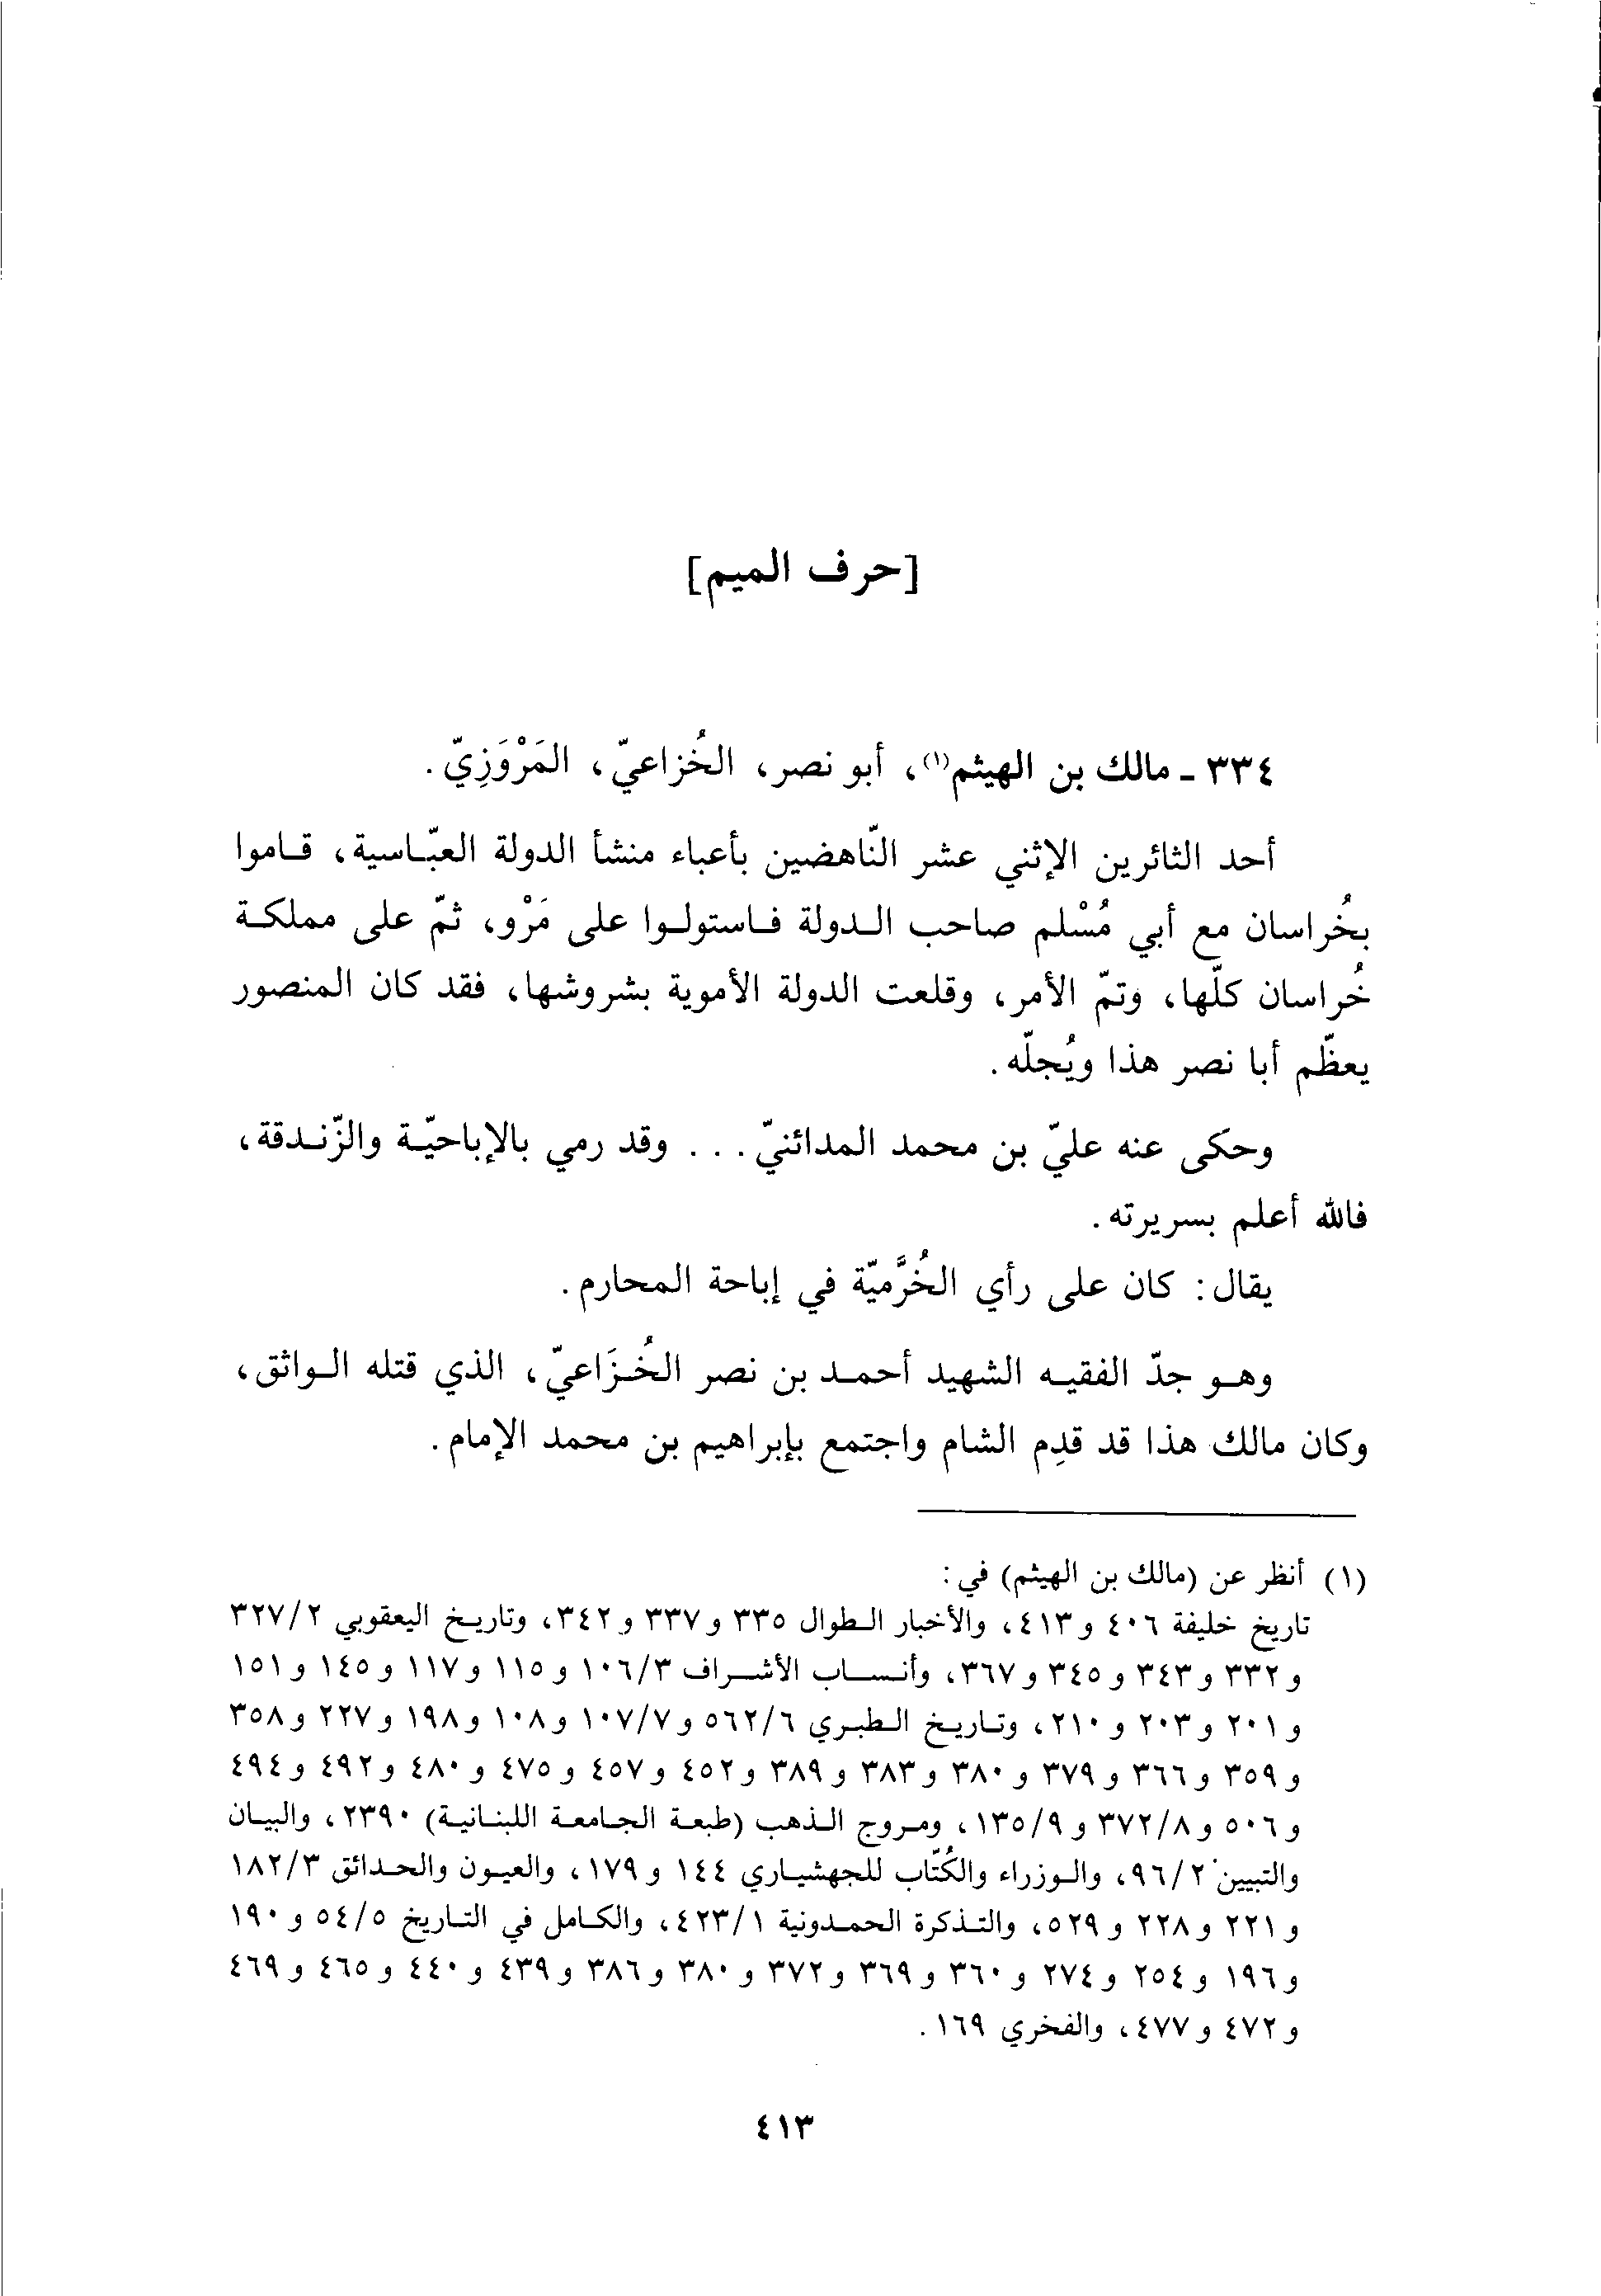 [حرف الميم]
٣٣٤ - مالك بن الهيثم(١)، أبو نصر، الخُزاعيّ، المَرْوَزِيّ.
أحد الثائرين الإثني عشر النّاهضين بأعباء منشأ الدولة العبّاسية، قاموا
بخُراسان مع أبي مُسْلم صاحب الدولة فاستولوا على مَرْو، ثمّ على مملكة
خُراسان كلّها، وتمّ الأمر، وقلعت الدولة الأموية بشروشها، فقد كان المنصور
يعظّم أبا نصر هذا ويُجلّه.
وحكى عنه عليّ بن محمد المدائنيّ... وقد رمي بالإباحيّة والزّندقة،
فالله أعلم بسريرته.
يقال: كان على رأي الخُرَّميّة في إباحة المحارم.
وهو جدّ الفقيه الشهيد أحمد بن نصر الخُزَاعيّ، الذي قتله الواثق،
وكان مالك هذا قد قدِم الشام واجتمع بإبراهيم بن محمد الإمام.
(١) أنظر عن (مالك بن الهيثم) في:
تاريخ خليفة ٤٠٦ و٤١٣، والأخبار الطوال ٣٣٥ و٣٣٧ و٣٤٢، وتاريخ اليعقوبي ٣٢٧/٢
و٣٣٢ و٣٤٣ و٣٤٥ و٣٦٧، وأنساب الأشراف ١٠٦/٣ و١١٥ و١١٧ و١٤٥ و١٥١
و٢٠١ و٢٠٣ و٢١٠، وتاريخ الطبري ٥٦٢/٦ و١٠٧/٧ و١٠٨ و١٩٨ و٢٢٧ و٣٥٨
و٣٥٩ و٣٦٦ و٣٧٩ و٣٨٠ و٣٨٣ و٣٨٩ و٤٥٢ و٤٥٧ و٤٧٥ و٤٨٠ و٤٩٢ و٤٩٤
و٥٠٦ و٣٧٢/٨ و١٣٥/٩، ومروج الذهب (طبعة الجامعة اللبنانية) ٢٣٩٠، والبيان
والتبيين ٩٦/٢، والوزراء والكُتّاب للجهشياري ١٤٤ و١٧٩، والعيون والحدائق ١٨٢/٣
و٢٢١ و٢٢٨ و٥٢٩، والتذكرة الحمدونية ٤٢٣/١، والكامل في التاريخ ٥٤/٥ و١٩٠
و١٩٦ و٢٥٤ و٢٧٤ و٣٦٠ و٣٦٩ و٣٧٢ و٣٨٠ و٣٨٦ و٤٣٩ و٤٤٠ و٤٦٥ و٤٦٩
و٤٧٢ و٤٧٧، والفخري ١٦٩.
٤١٣